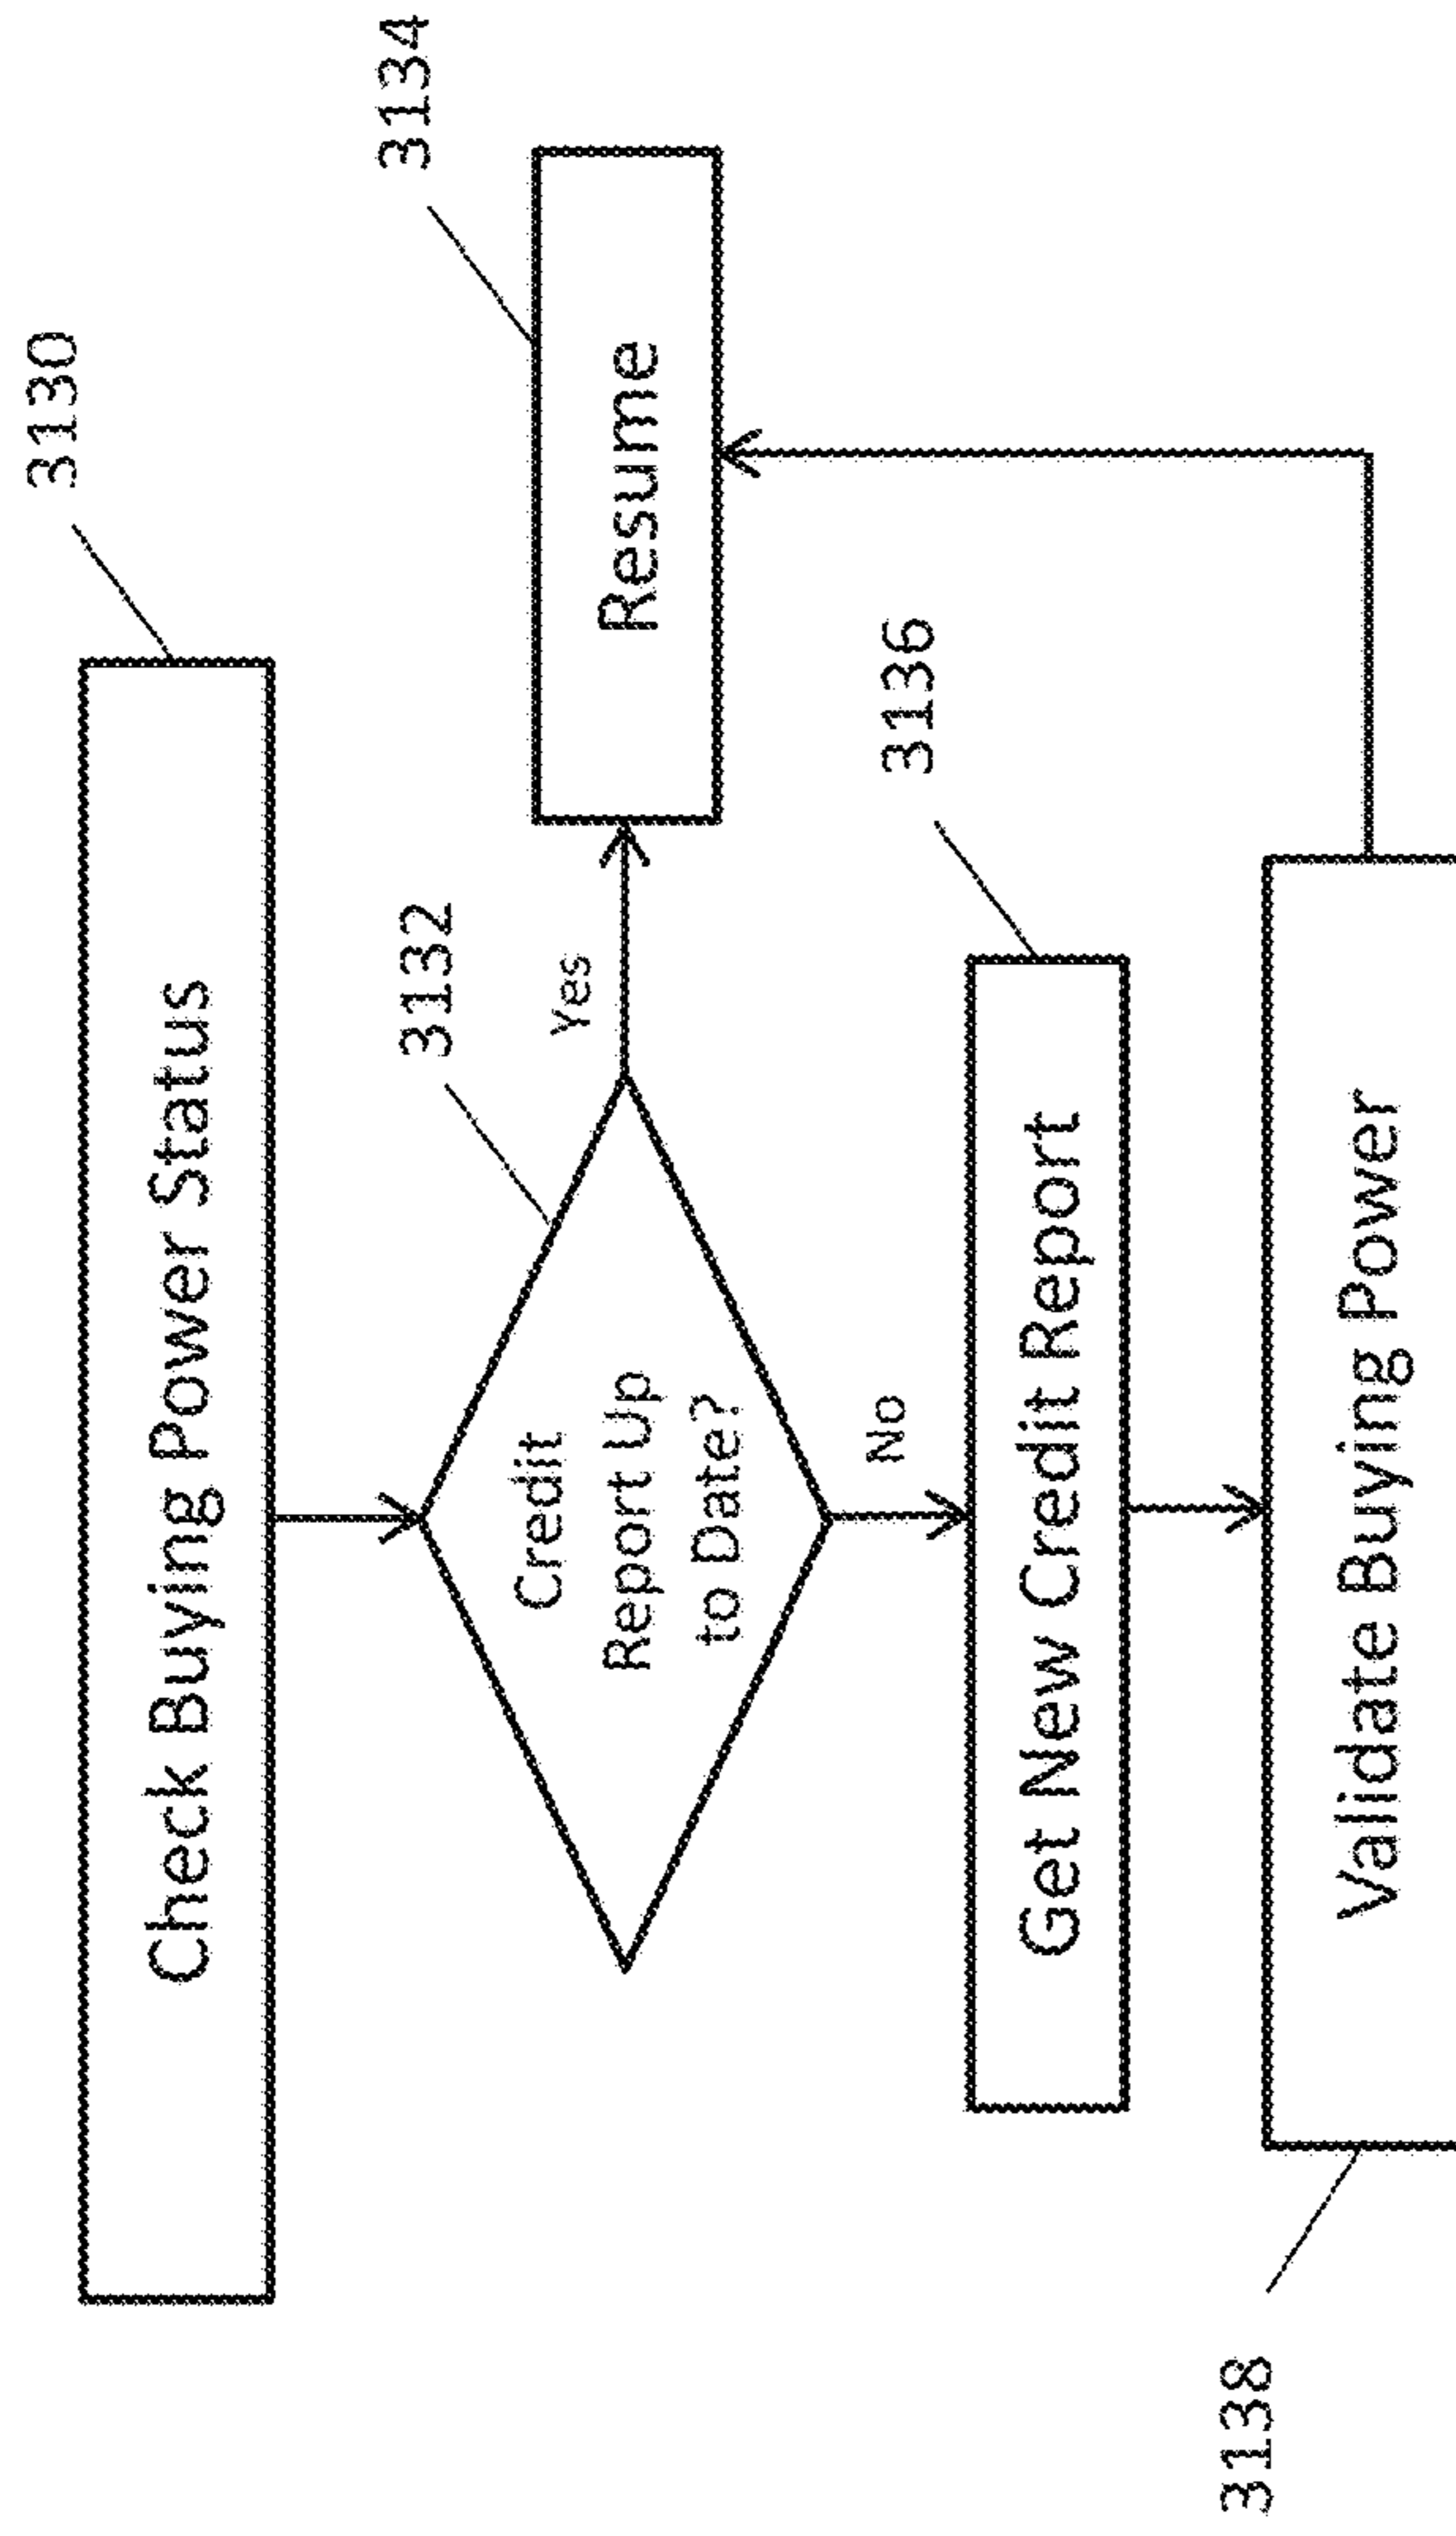 3130
Check Buying Power Status
3132
Credit
Report Up
to Date?
Yes
3134
Resume
No
3136
Get New Credit Report
3138
Validate Buying Power